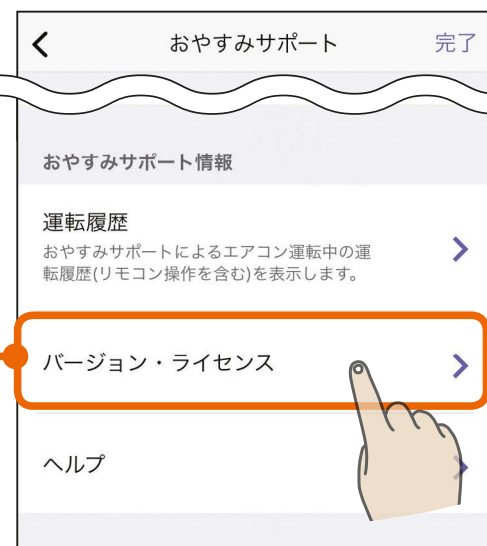 おやすみサポート 完了
おやすみサポート情報
運転履歴
おやすみサポートによるエアコン運転中の運
転履歴(リモコン操作を含む)を表示します。
バージョン・ライセンス
ヘルプ